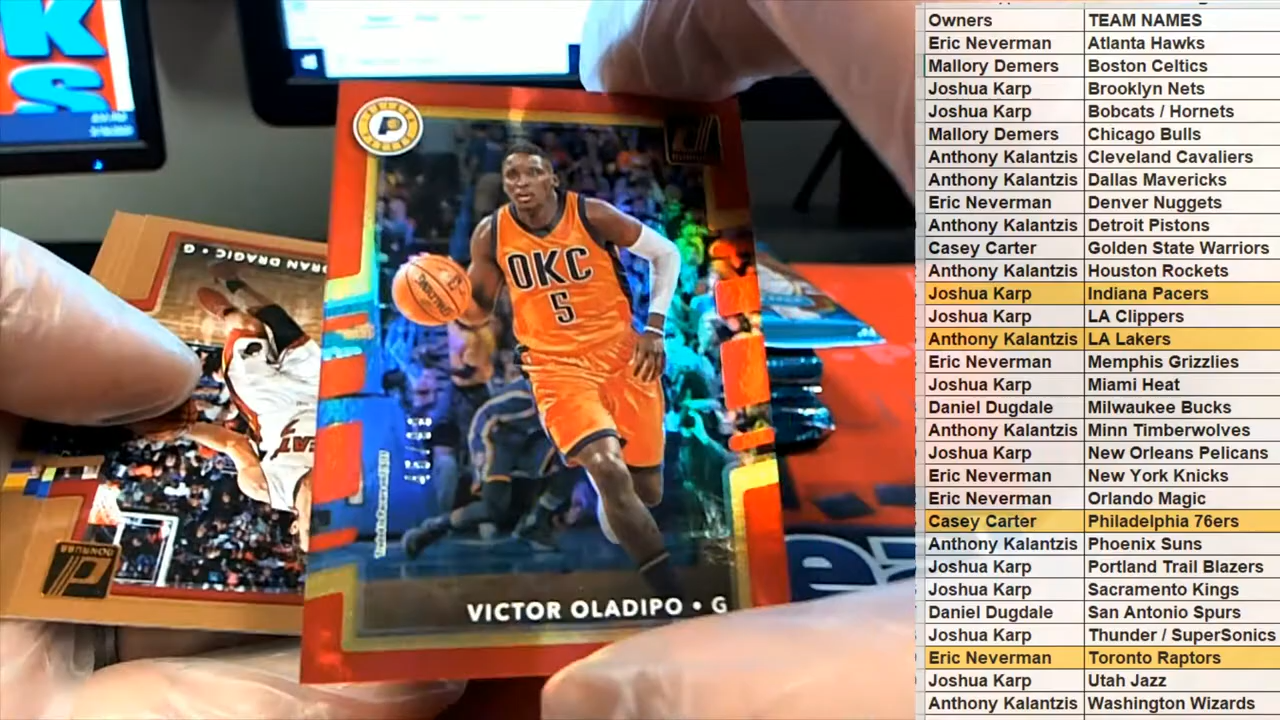 K
S
OKC
5
SPALDING
VICTOR OLADIPO • G
DRAGIC • G
DONRUSS
Owners TEAM NAMES
Eric Neverman Atlanta Hawks
Mallory Demers Boston Celtics
Joshua Karp Brooklyn Nets
Joshua Karp Bobcats / Hornets
Mallory Demers Chicago Bulls
Anthony Kalantzis Cleveland Cavaliers
Anthony Kalantzis Dallas Mavericks
Eric Neverman Denver Nuggets
Anthony Kalantzis Detroit Pistons
Casey Carter Golden State Warriors
Anthony Kalantzis Houston Rockets
Joshua Karp Indiana Pacers
Joshua Karp LA Clippers
Anthony Kalantzis LA Lakers
Eric Neverman Memphis Grizzlies
Joshua Karp Miami Heat
Daniel Dugdale Milwaukee Bucks
Anthony Kalantzis Minn Timberwolves
Joshua Karp New Orleans Pelicans
Eric Neverman New York Knicks
Eric Neverman Orlando Magic
Casey Carter Philadelphia 76ers
Anthony Kalantzis Phoenix Suns
Joshua Karp Portland Trail Blazers
Joshua Karp Sacramento Kings
Daniel Dugdale San Antonio Spurs
Joshua Karp Thunder / SuperSonics
Eric Neverman Toronto Raptors
Joshua Karp Utah Jazz
Anthony Kalantzis Washington Wizards